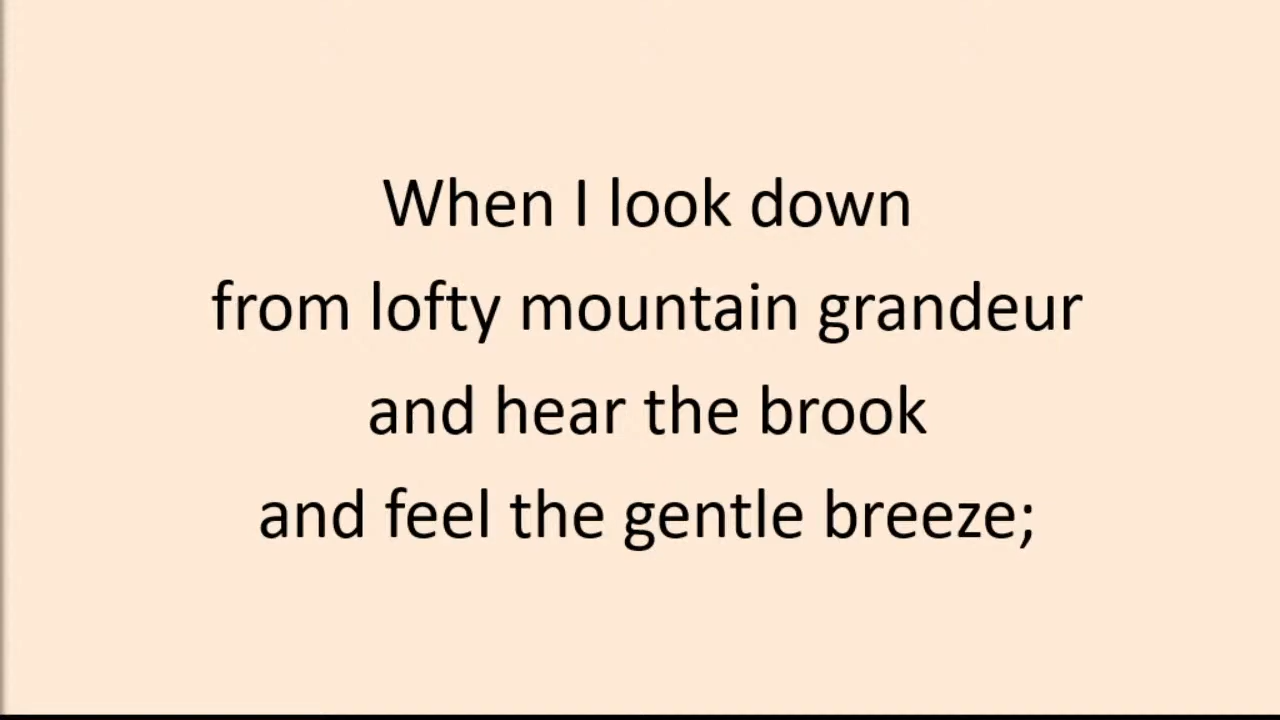 When I look down
from lofty mountain grandeur
and hear the brook
and feel the gentle breeze;